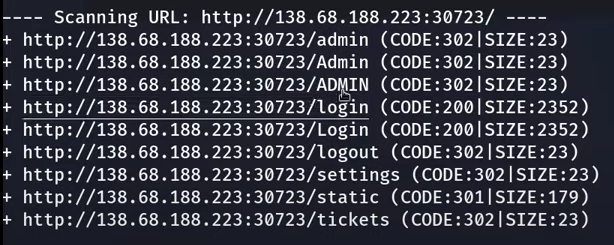 ---- Scanning URL: http://138.68.188.223:30723/ ----
+ http://138.68.188.223:30723/admin (CODE:302|SIZE:23)
+ http://138.68.188.223:30723/Admin (CODE:302|SIZE:23)
+ http://138.68.188.223:30723/ADMIN (CODE:302|SIZE:23)
+ http://138.68.188.223:30723/login (CODE:200|SIZE:2352)
+ http://138.68.188.223:30723/Login (CODE:200|SIZE:2352)
+ http://138.68.188.223:30723/logout (CODE:302|SIZE:23)
+ http://138.68.188.223:30723/settings (CODE:302|SIZE:23)
+ http://138.68.188.223:30723/static (CODE:301|SIZE:179)
+ http://138.68.188.223:30723/tickets (CODE:302|SIZE:23)